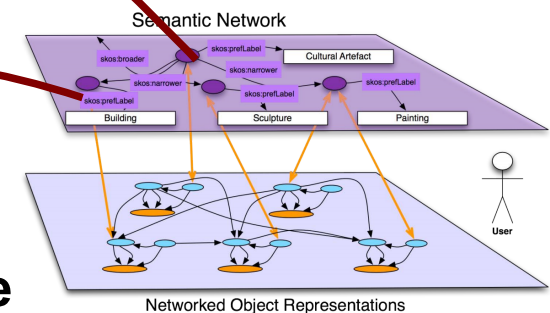 Semantic Network
skos:prefLabel
skos:broader
Cultural Artefact
skos:narrower
skos:narrower
skos:prefLabel
skos:prefLabel
skos:prefLabel
Building
Sculpture
Painting
User
e
Networked Object Representations